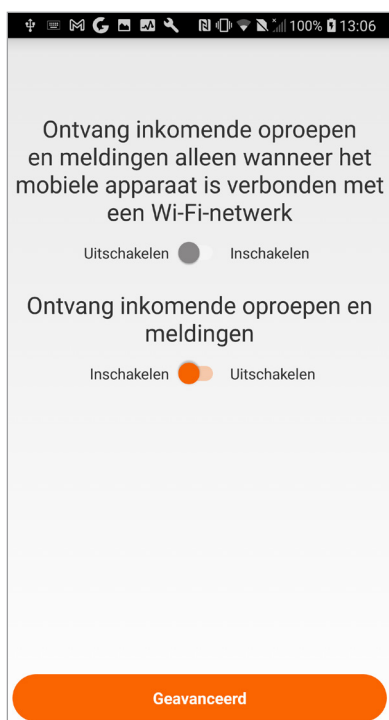 100% 13:06
Ontvang inkomende oproepen
en meldingen alleen wanneer het
mobiele apparaat is verbonden met
een Wi-Fi-netwerk
Uitschakelen Inschakelen
Ontvang inkomende oproepen en
meldingen
Inschakelen Uitschakelen
Geavanceerd